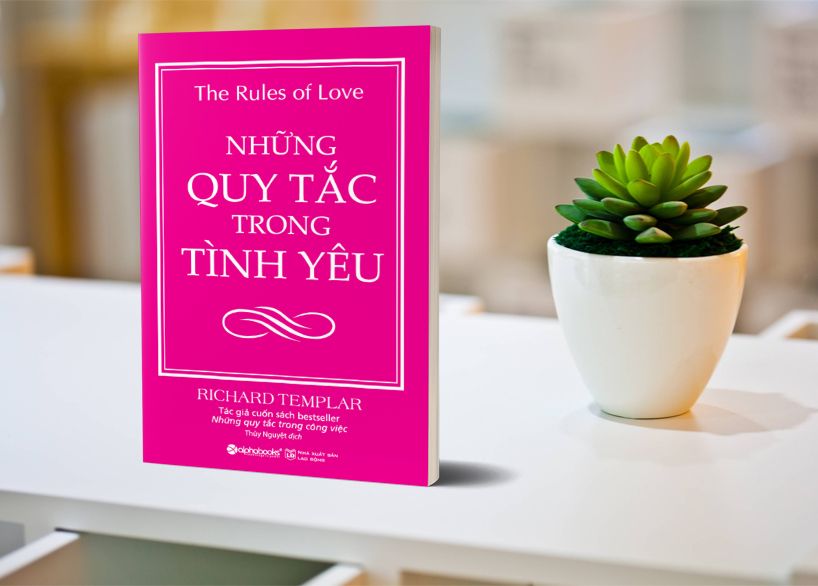 The Rules of Love
NHỮNG
QUY TẮC
TRONG
TÌNH YÊU
RICHARD TEMPLAR
Tác giả cuốn sách bestseller
Những quy tắc trong công việc
Thúy Nguyệt dịch
alphabooks®
NHÀ XUẤT BẢN
LAO ĐỘNG